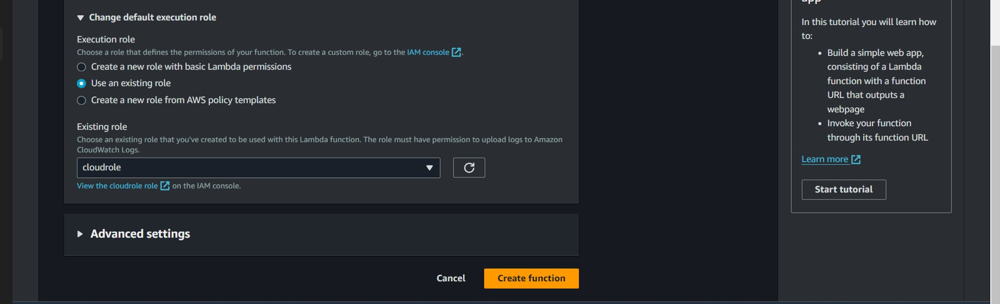 Change default execution role
Execution role
Choose a role that defines the permissions of your function. To create a custom role, go to the IAM console.
Create a new role with basic Lambda permissions
Use an existing role
Create a new role from AWS policy templates
Existing role
Choose an existing role that you've created to be used with this Lambda function. The role must have permission to upload logs to Amazon
CloudWatch Logs.
cloudrole
View the cloudrole role on the IAM console.
Advanced settings
Cancel
Create function
app
In this tutorial you will learn how
to:
• Build a simple web app,
consisting of a Lambda
function with a function
URL that outputs a
webpage
• Invoke your function
through its function URL
Learn more
Start tutorial